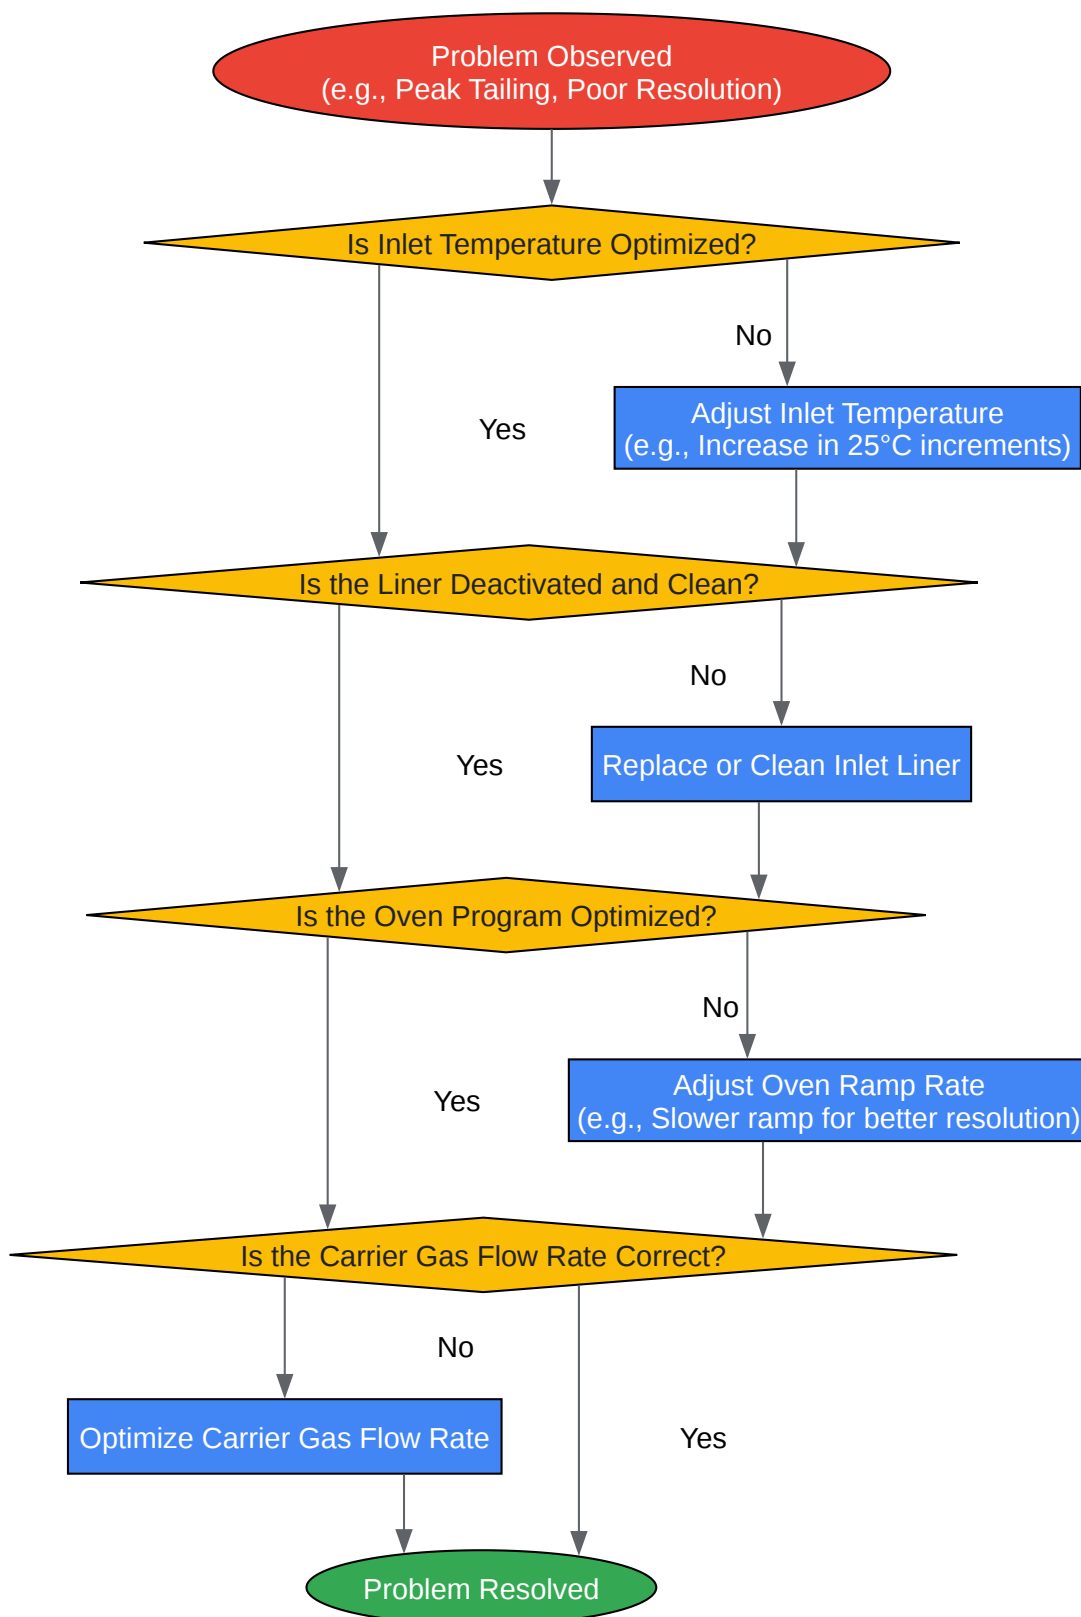 Problem Observed
(e.g., Peak Tailing, Poor Resolution)
Is Inlet Temperature Optimized?
No
Adjust Inlet Temperature
(e.g., Increase in 25°C increments)
Yes
Is the Liner Deactivated and Clean?
No
Yes
Replace or Clean Inlet Liner
Is the Oven Program Optimized?
No
Adjust Oven Ramp Rate
(e.g., Slower ramp for better resolution)
Yes
Is the Carrier Gas Flow Rate Correct?
No
Optimize Carrier Gas Flow Rate
Yes
Problem Resolved